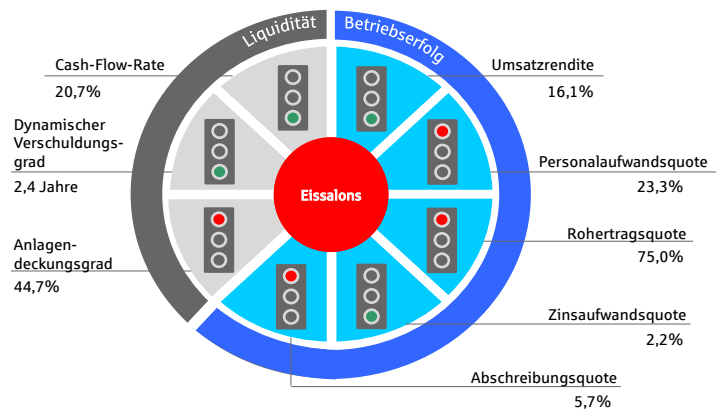 Liquidität
Betriebserfolg
Cash-Flow-Rate
20,7%
Umsatzrendite
16,1%
Dynamischer
Verschuldungs-
grad
2,4 Jahre
Personalaufwandsquote
23,3%
Eissalons
Anlagen-
deckungsgrad
44,7%
Rohertragsquote
75,0%
Zinsaufwandsquote
2,2%
Abschreibungsquote
5,7%